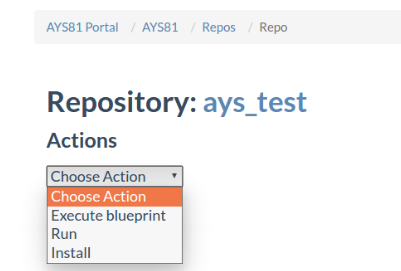 AYS81 Portal / AYS81 / Repos / Repo
Repository: ays_test
Actions
Choose Action
Choose Action
Execute blueprint
Run
Install